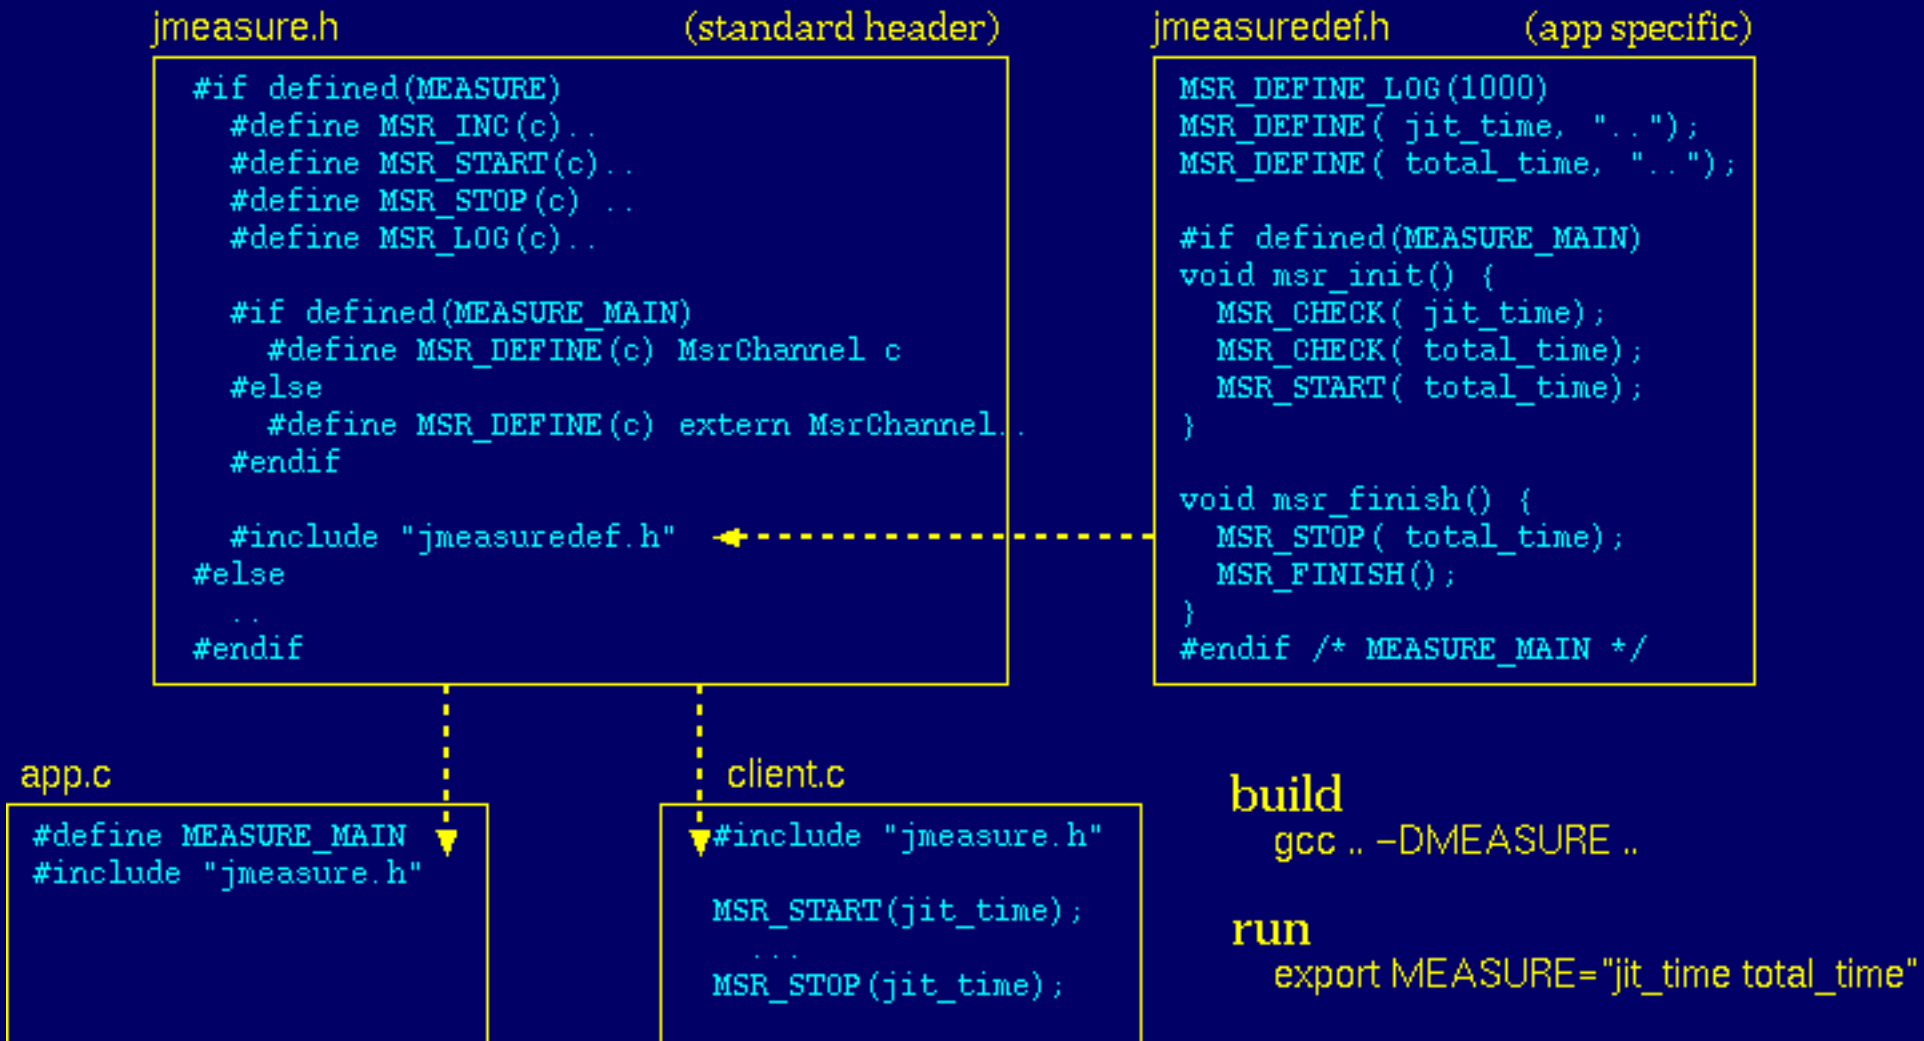 jmeasure.h (standard header)
#if defined(MEASURE)
#define MSR_INC(c)..
#define MSR_START(c)..
#define MSR_STOP(c) ..
#define MSR_LOG(c)..
#if defined(MEASURE_MAIN)
#define MSR_DEFINE(c) MsrChannel c
#else
#define MSR_DEFINE(c) extern MsrChannel..
#endif
#include "jmeasuredef.h"
#else
..
#endif
jmeasuredef.h (app specific)
MSR_DEFINE_LOG(1000)
MSR_DEFINE( jit_time, "..");
MSR_DEFINE( total_time, "..");
#if defined(MEASURE_MAIN)
void msr_init() {
MSR_CHECK( jit_time);
MSR_CHECK( total_time);
MSR_START( total_time);
}
void msr_finish() {
MSR_STOP( total_time);
MSR_FINISH();
}
#endif /* MEASURE_MAIN */
app.c
#define MEASURE_MAIN
#include "jmeasure.h"
client.c
#include "jmeasure.h"
MSR_START(jit_time);
...
MSR_STOP(jit_time);
build
gcc .. –DMEASURE ..
run
export MEASURE="jit_time total_time"